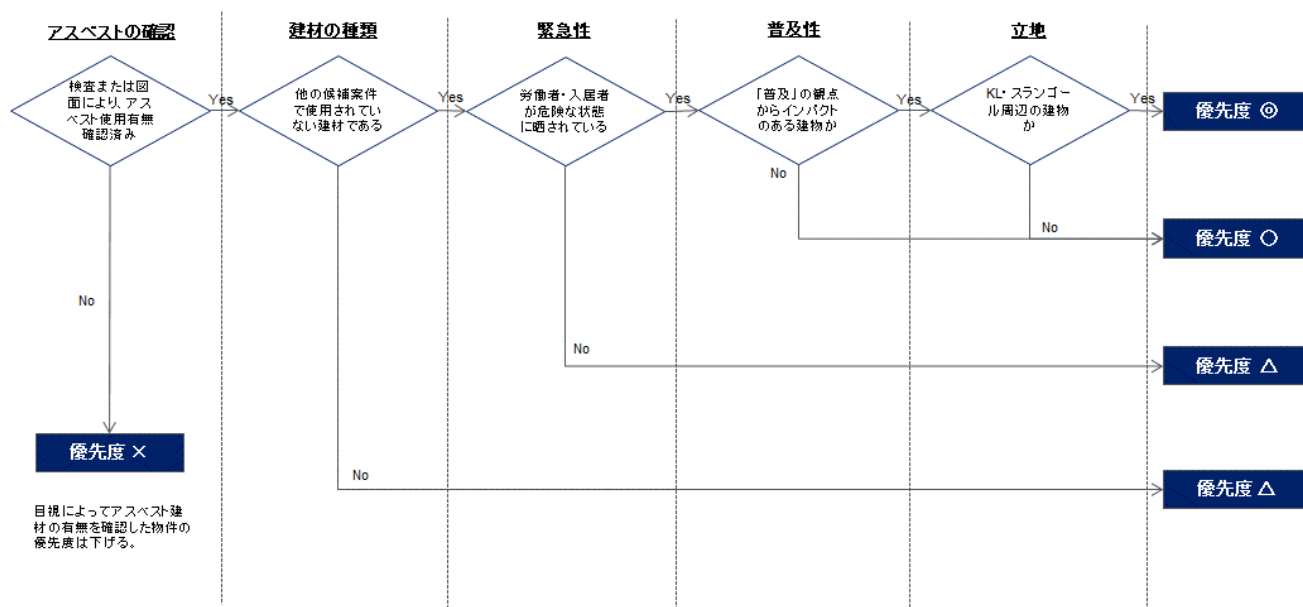 アスベストの確認
建材の種類
緊急性
普及性
立地
検査または図
面により、アス
ベスト使用有無
確認済み
Yes
他の候補案件
で使用されてい
ない建材である
Yes
労働者・入居者
が危険な状態
に晒されている
Yes
「普及」の観点
からインパクト
のある建物か
Yes
KL・スランゴー
ル周辺の建物
か
Yes
優先度 ◎
No
No
優先度 ○
No
No
優先度 △
優先度 ×
No
優先度 △
目視によってアスベスト建
材の有無を確認した物件の
優先度は下げる。